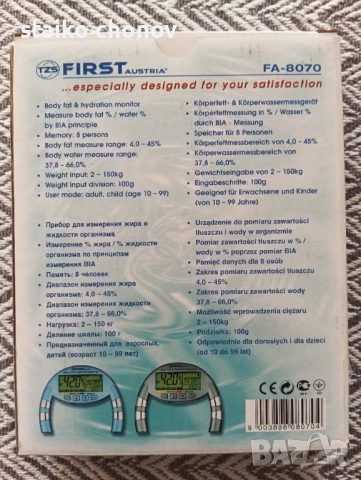 staiko chonov
TZS FIRST AUSTRIA® FA-8070
...especially designed for your satisfaction
• Body fat & hydration monitor
• Measure body fat % / water %
by BIA principle
• Memory: 8 persons
• Body fat measure range: 4,0 - 45%
• Body water measure range:
37,8 – 66,0%
• Weight input: 2 – 150kg
• Weight input division: 100g
• User mode: adult, child (age 10 – 99)
• Körperfett- & Körperwassermessgerät
• Körperfettmessung in % / Wasser %
durch BIA - Messung
• Speicher für 8 Personen
• Körperfettmessbereich von 4,0 - 45%
• Körperwassermessbereich von
37,8 – 66,0%
• Gewichtseingabe von 2 – 150kg
• Eingabeschritte: 100g
• Geeignet für Erwachsene und Kinder
(von 10 – 99 Jahre)
• Прибор для измерения жира и
жидкости организма
• Измерение % жира / % жидкости
организма по принципам
измерения BIA
• Память: 8 человек
• Диапазон измерения жира
организма: 4,0 – 45%
• Диапазон измерения жидкости
организма: 37,8 – 66,0%
• Нагрузка: 2 – 150 кг
• Деление шкалы: 100 г
• Предназначенный для взрослых,
детей (возраст 10 – 99 лет)
• Urządzenie do pomiaru zawartości
tłuszczu i wody w organizmie
• Pomiar zawartości tłuszczu w % /
wody w % poprzez pomiar BIA
• Pamięć danych dla 8 osób
• Zakres pomiaru zawartości tłuszczu
4,0 – 45%
• Zakres pomiaru zawartości wody
37,8 – 66,0%
• Możliwość wprowadzenia ciężaru
2 – 150kg
• Podziałka: 100g
• Odpowiednie dla dorosłych i dla dzieci
(od 10 do 99 lat)
42.0
42.0
CE
9 003898 080704
bazar